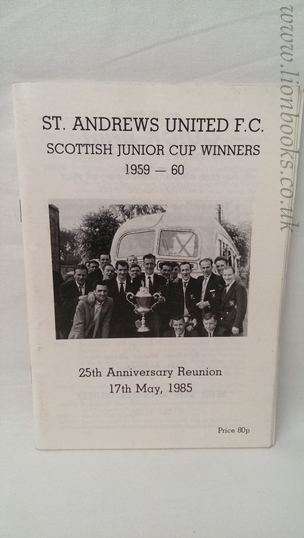 ST. ANDREWS UNITED F.C.
SCOTTISH JUNIOR CUP WINNERS
1959 — 60
25th Anniversary Reunion
17th May, 1985
Price 80p
www.lionbooks.co.uk